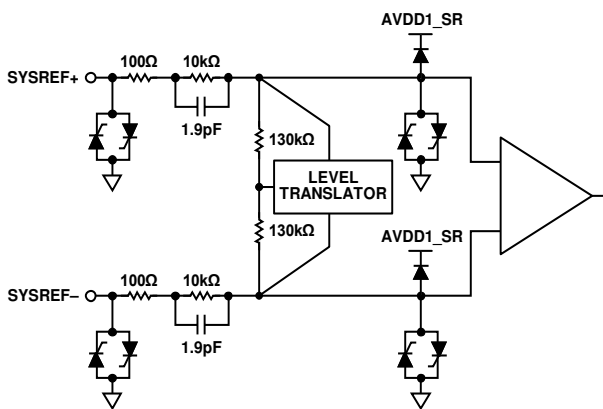 AVDD1_SR
100Ω 10kΩ
SYSREF+
1.9pF
130kΩ
LEVEL
TRANSLATOR
130kΩ
AVDD1_SR
100Ω 10kΩ
SYSREF–
1.9pF